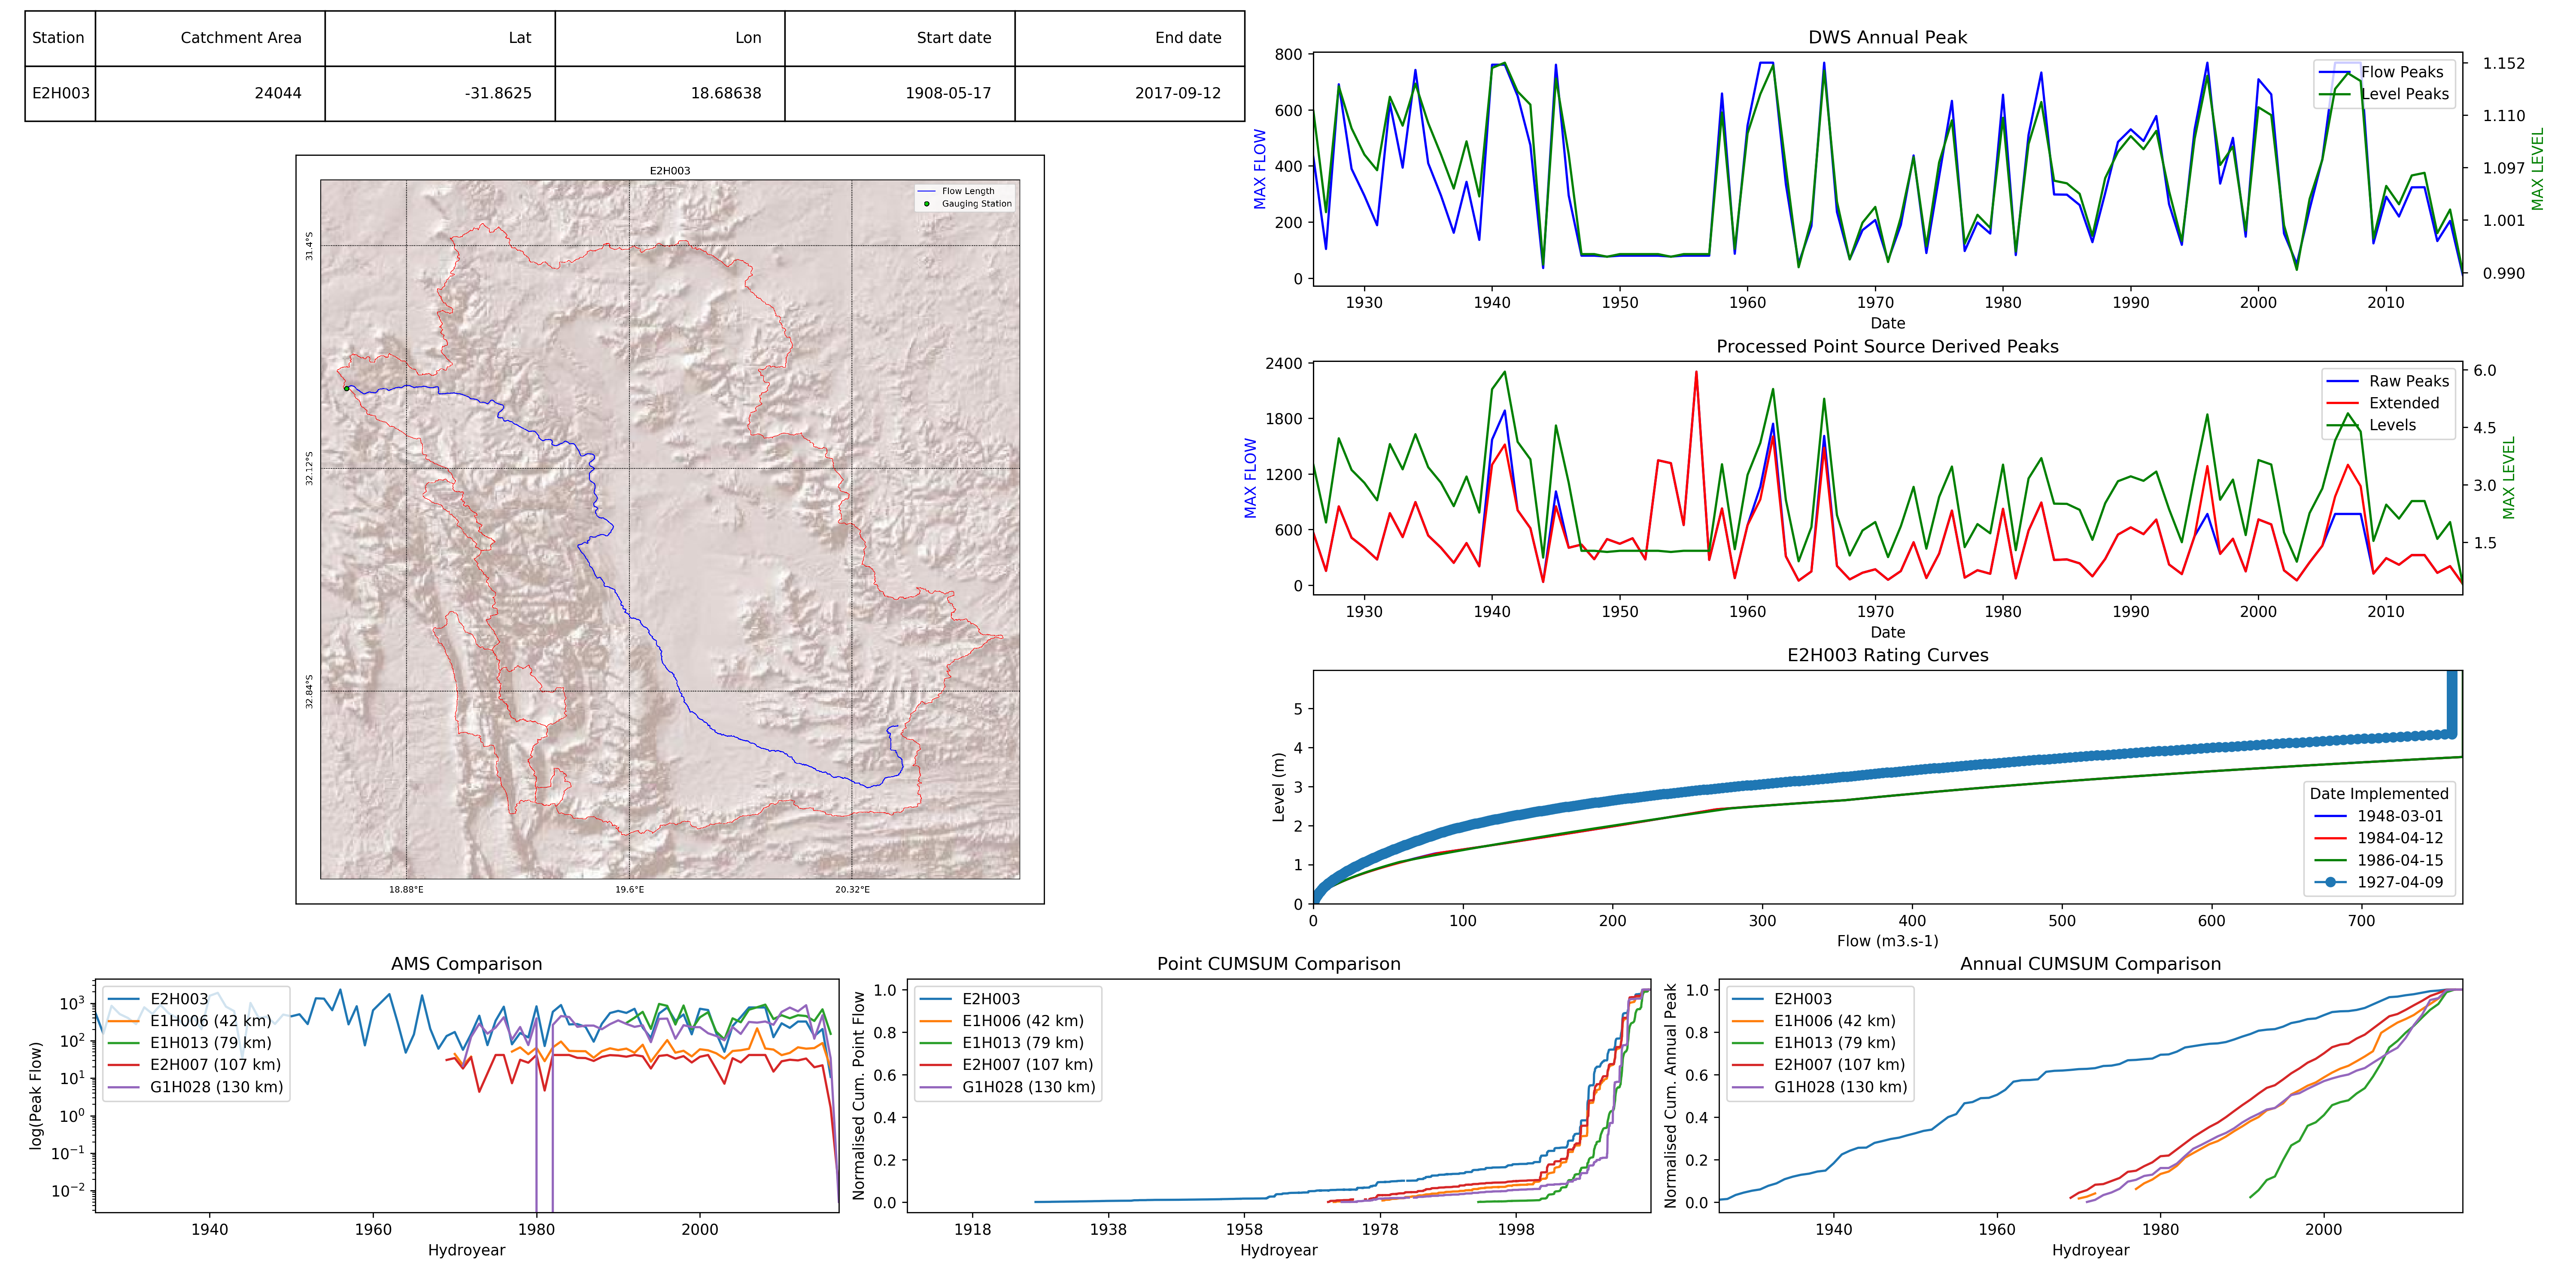 Station Catchment Area Lat Lon Start date End date
E2H003 24044 -31.8625 18.68638 1908-05-17 2017-09-12
E2H003
Flow Length
Gauging Station
31.4°S
32.12°S
32.84°S
18.88°E 19.6°E 20.32°E
DWS Annual Peak
MAX FLOW
800
600
400
200
0
Flow Peaks
Level Peaks
1.152
1.110
1.097
1.001
0.990
MAX LEVEL
1930 1940 1950 1960 1970 1980 1990 2000 2010
Date
Processed Point Source Derived Peaks
MAX FLOW
2400
1800
1200
600
0
Raw Peaks
Extended
Levels
6.0
4.5
3.0
1.5
MAX LEVEL
1930 1940 1950 1960 1970 1980 1990 2000 2010
Date
E2H003 Rating Curves
Level (m)
5
4
3
2
1
0
Date Implemented
1948-03-01
1984-04-12
1986-04-15
1927-04-09
0 100 200 300 400 500 600 700
Flow (m3.s-1)
AMS Comparison
log(Peak Flow)
10³
10²
10¹
10⁰
10⁻¹
10⁻²
E2H003
E1H006 (42 km)
E1H013 (79 km)
E2H007 (107 km)
G1H028 (130 km)
1940 1960 1980 2000
Hydroyear
Point CUMSUM Comparison
Normalised Cum. Point Flow
1.0
0.8
0.6
0.4
0.2
0.0
E2H003
E1H006 (42 km)
E1H013 (79 km)
E2H007 (107 km)
G1H028 (130 km)
1918 1938 1958 1978 1998
Hydroyear
Annual CUMSUM Comparison
Normalised Cum. Annual Peak
1.0
0.8
0.6
0.4
0.2
0.0
E2H003
E1H006 (42 km)
E1H013 (79 km)
E2H007 (107 km)
G1H028 (130 km)
1940 1960 1980 2000
Hydroyear